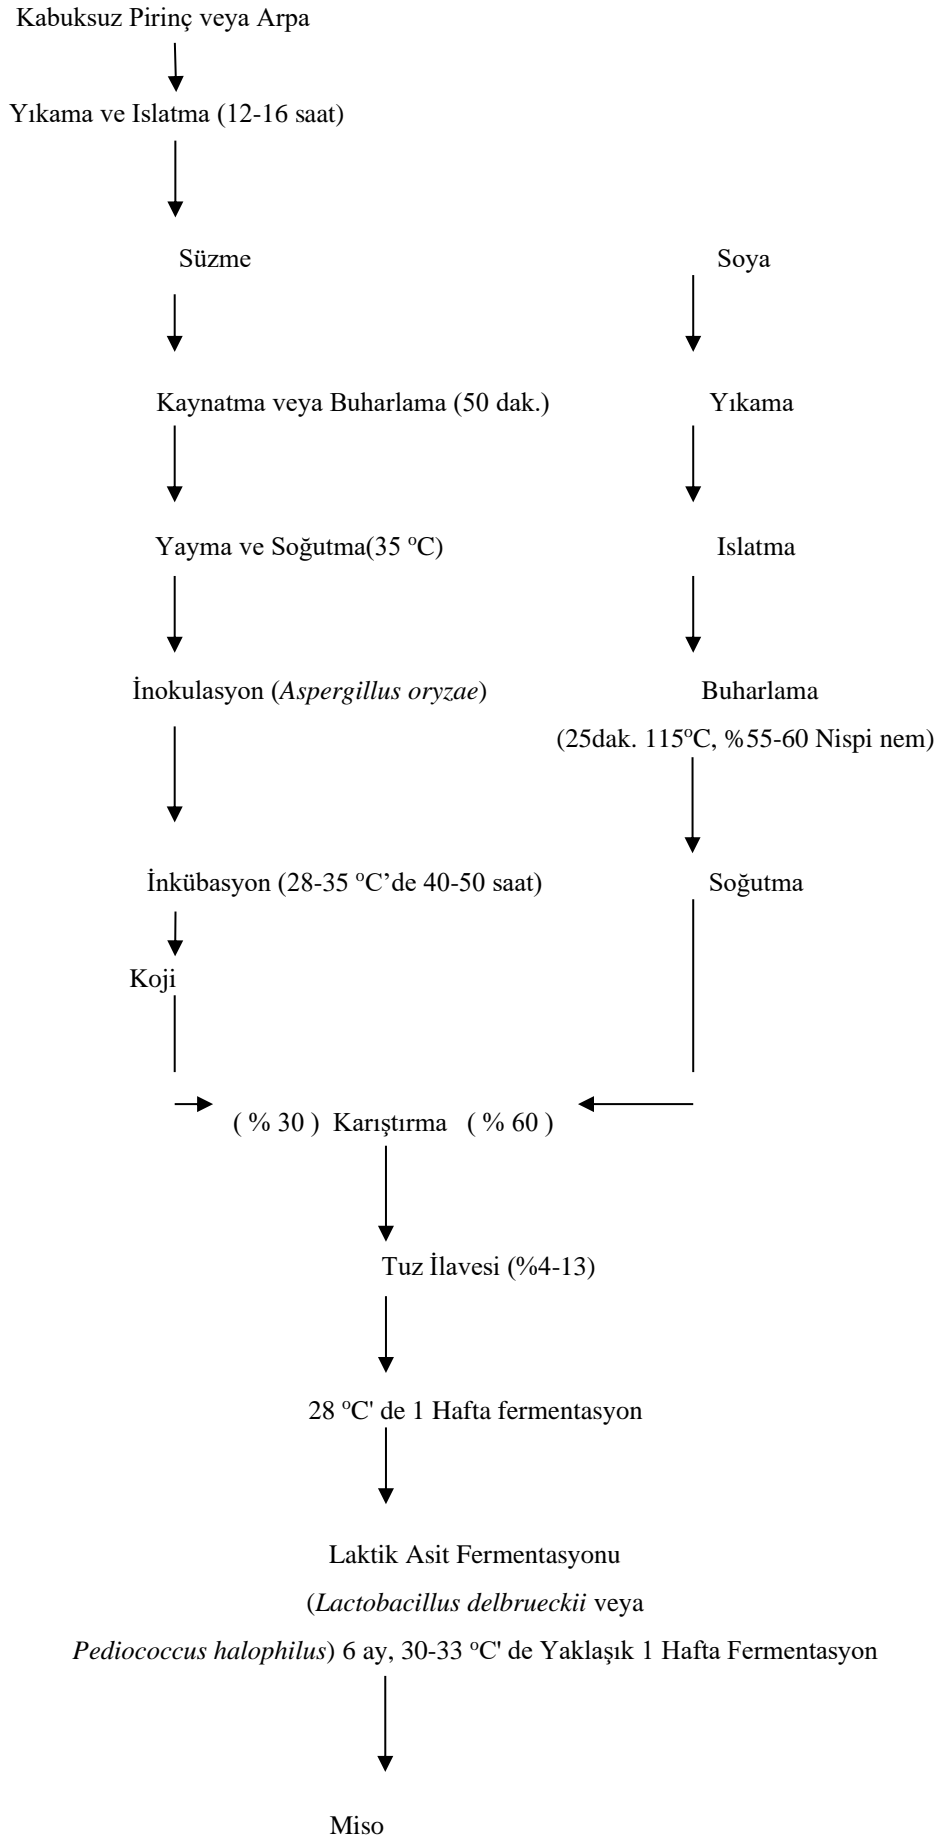 Kabuksuz Pirinç veya Arpa
Yıkama ve Islatma (12-16 saat)
Süzme
Soya
Kaynatma veya Buharlama (50 dak.)
Yıkama
Yayma ve Soğutma(35 ºC)
Islatma
İnokulasyon (Aspergillus oryzae)
Buharlama
(25dak. 115ºC, %55-60 Nispi nem)
İnkübasyon (28-35 ºC’de 40-50 saat)
Soğutma
Koji
( % 30 ) Karıştırma ( % 60 )
Tuz İlavesi (%4-13)
28 ºC' de 1 Hafta fermentasyon
Laktik Asit Fermentasyonu
(Lactobacillus delbrueckii veya
Pediococcus halophilus) 6 ay, 30-33 ºC' de Yaklaşık 1 Hafta Fermentasyon
Miso